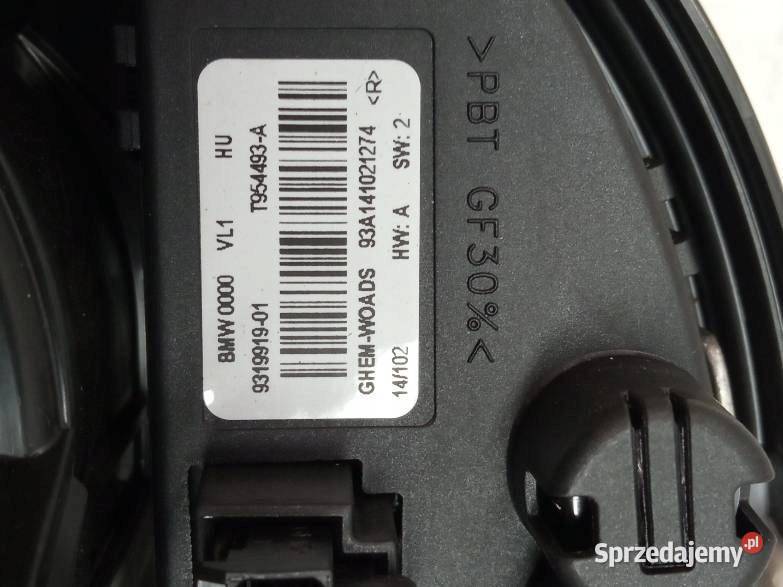 BMW 0000 VL1 HU
9319919-01 T954493-A
GHEM-WOADS 93A141021274 <R>
14/102 HW: A SW: 2
>PBT GF30%<
Sprzedajemy.pl